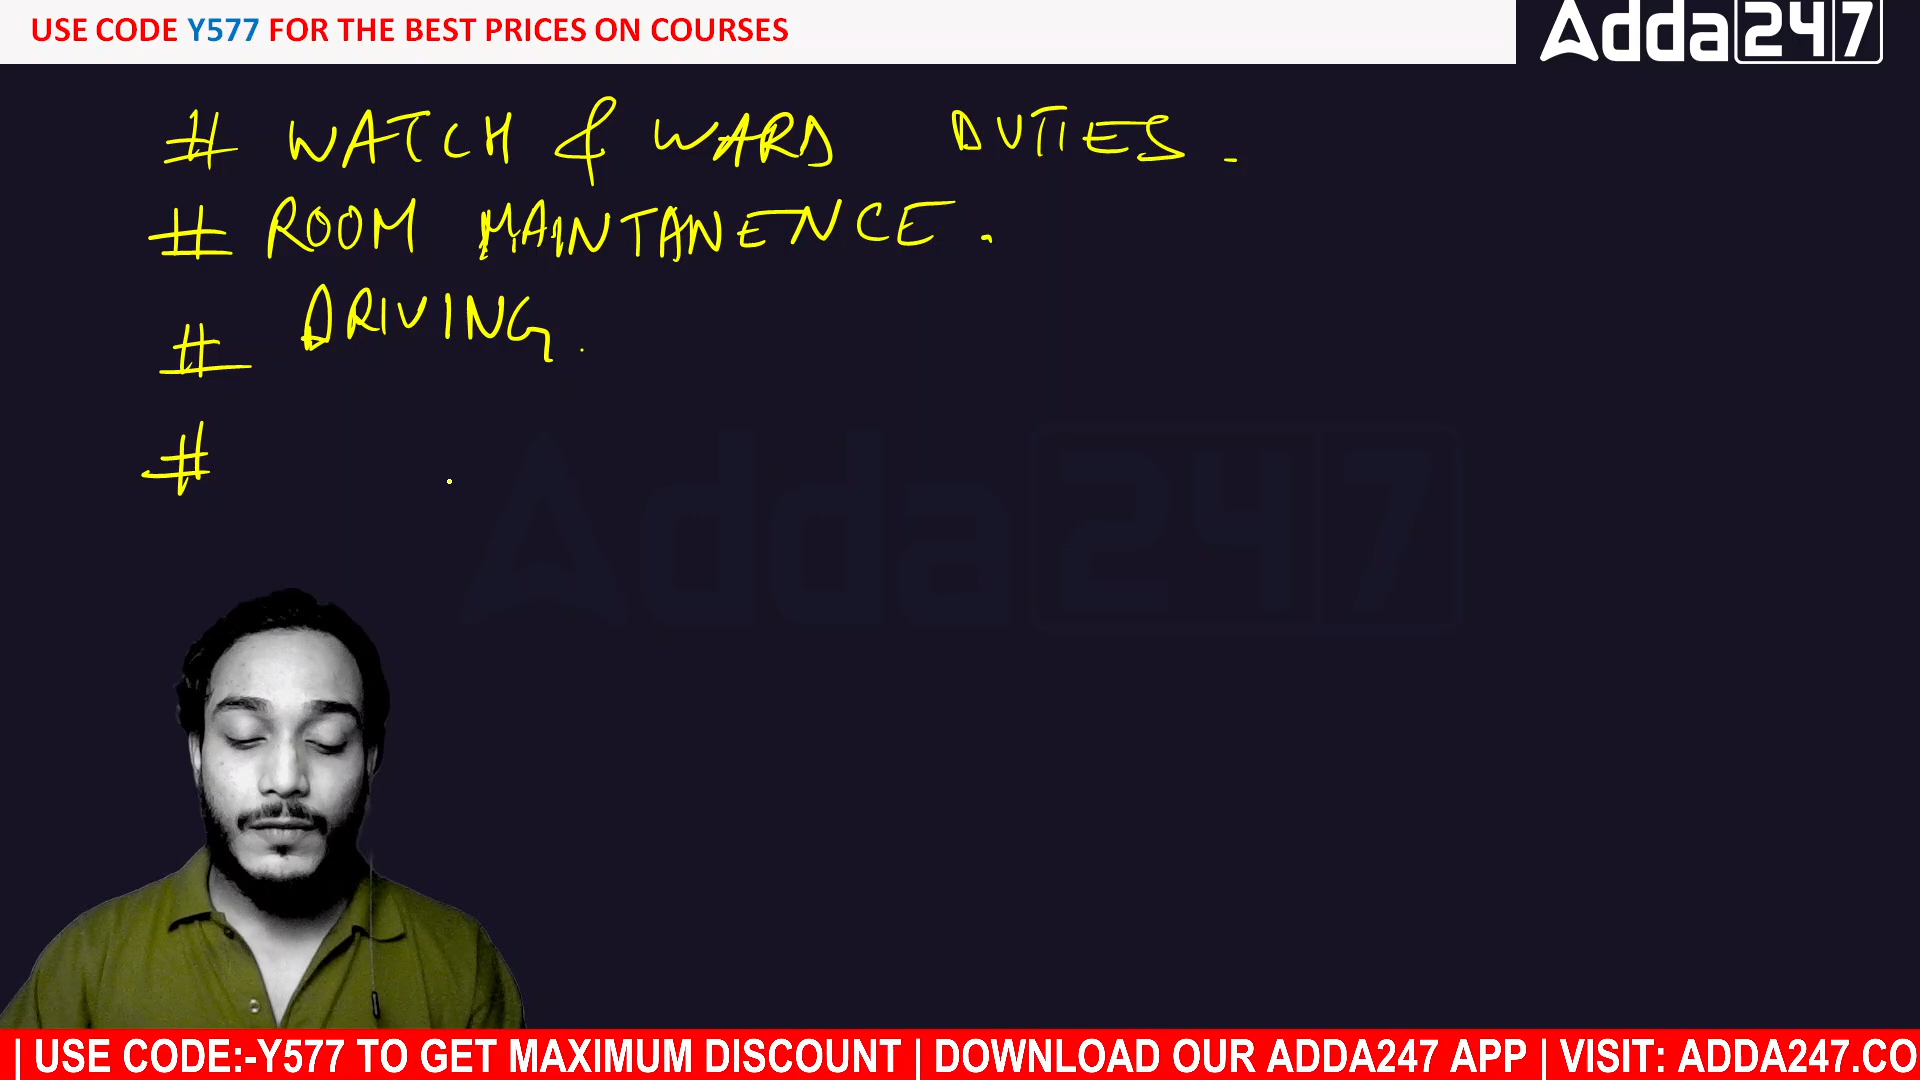 USE CODE Y577 FOR THE BEST PRICES ON COURSES
Adda247
# WATCH & WARD DUTIES.
# ROOM MAINTANENCE.
# DRIVING.
#
Adda247
| USE CODE:-Y577 TO GET MAXIMUM DISCOUNT | DOWNLOAD OUR ADDA247 APP | VISIT: ADDA247.CO